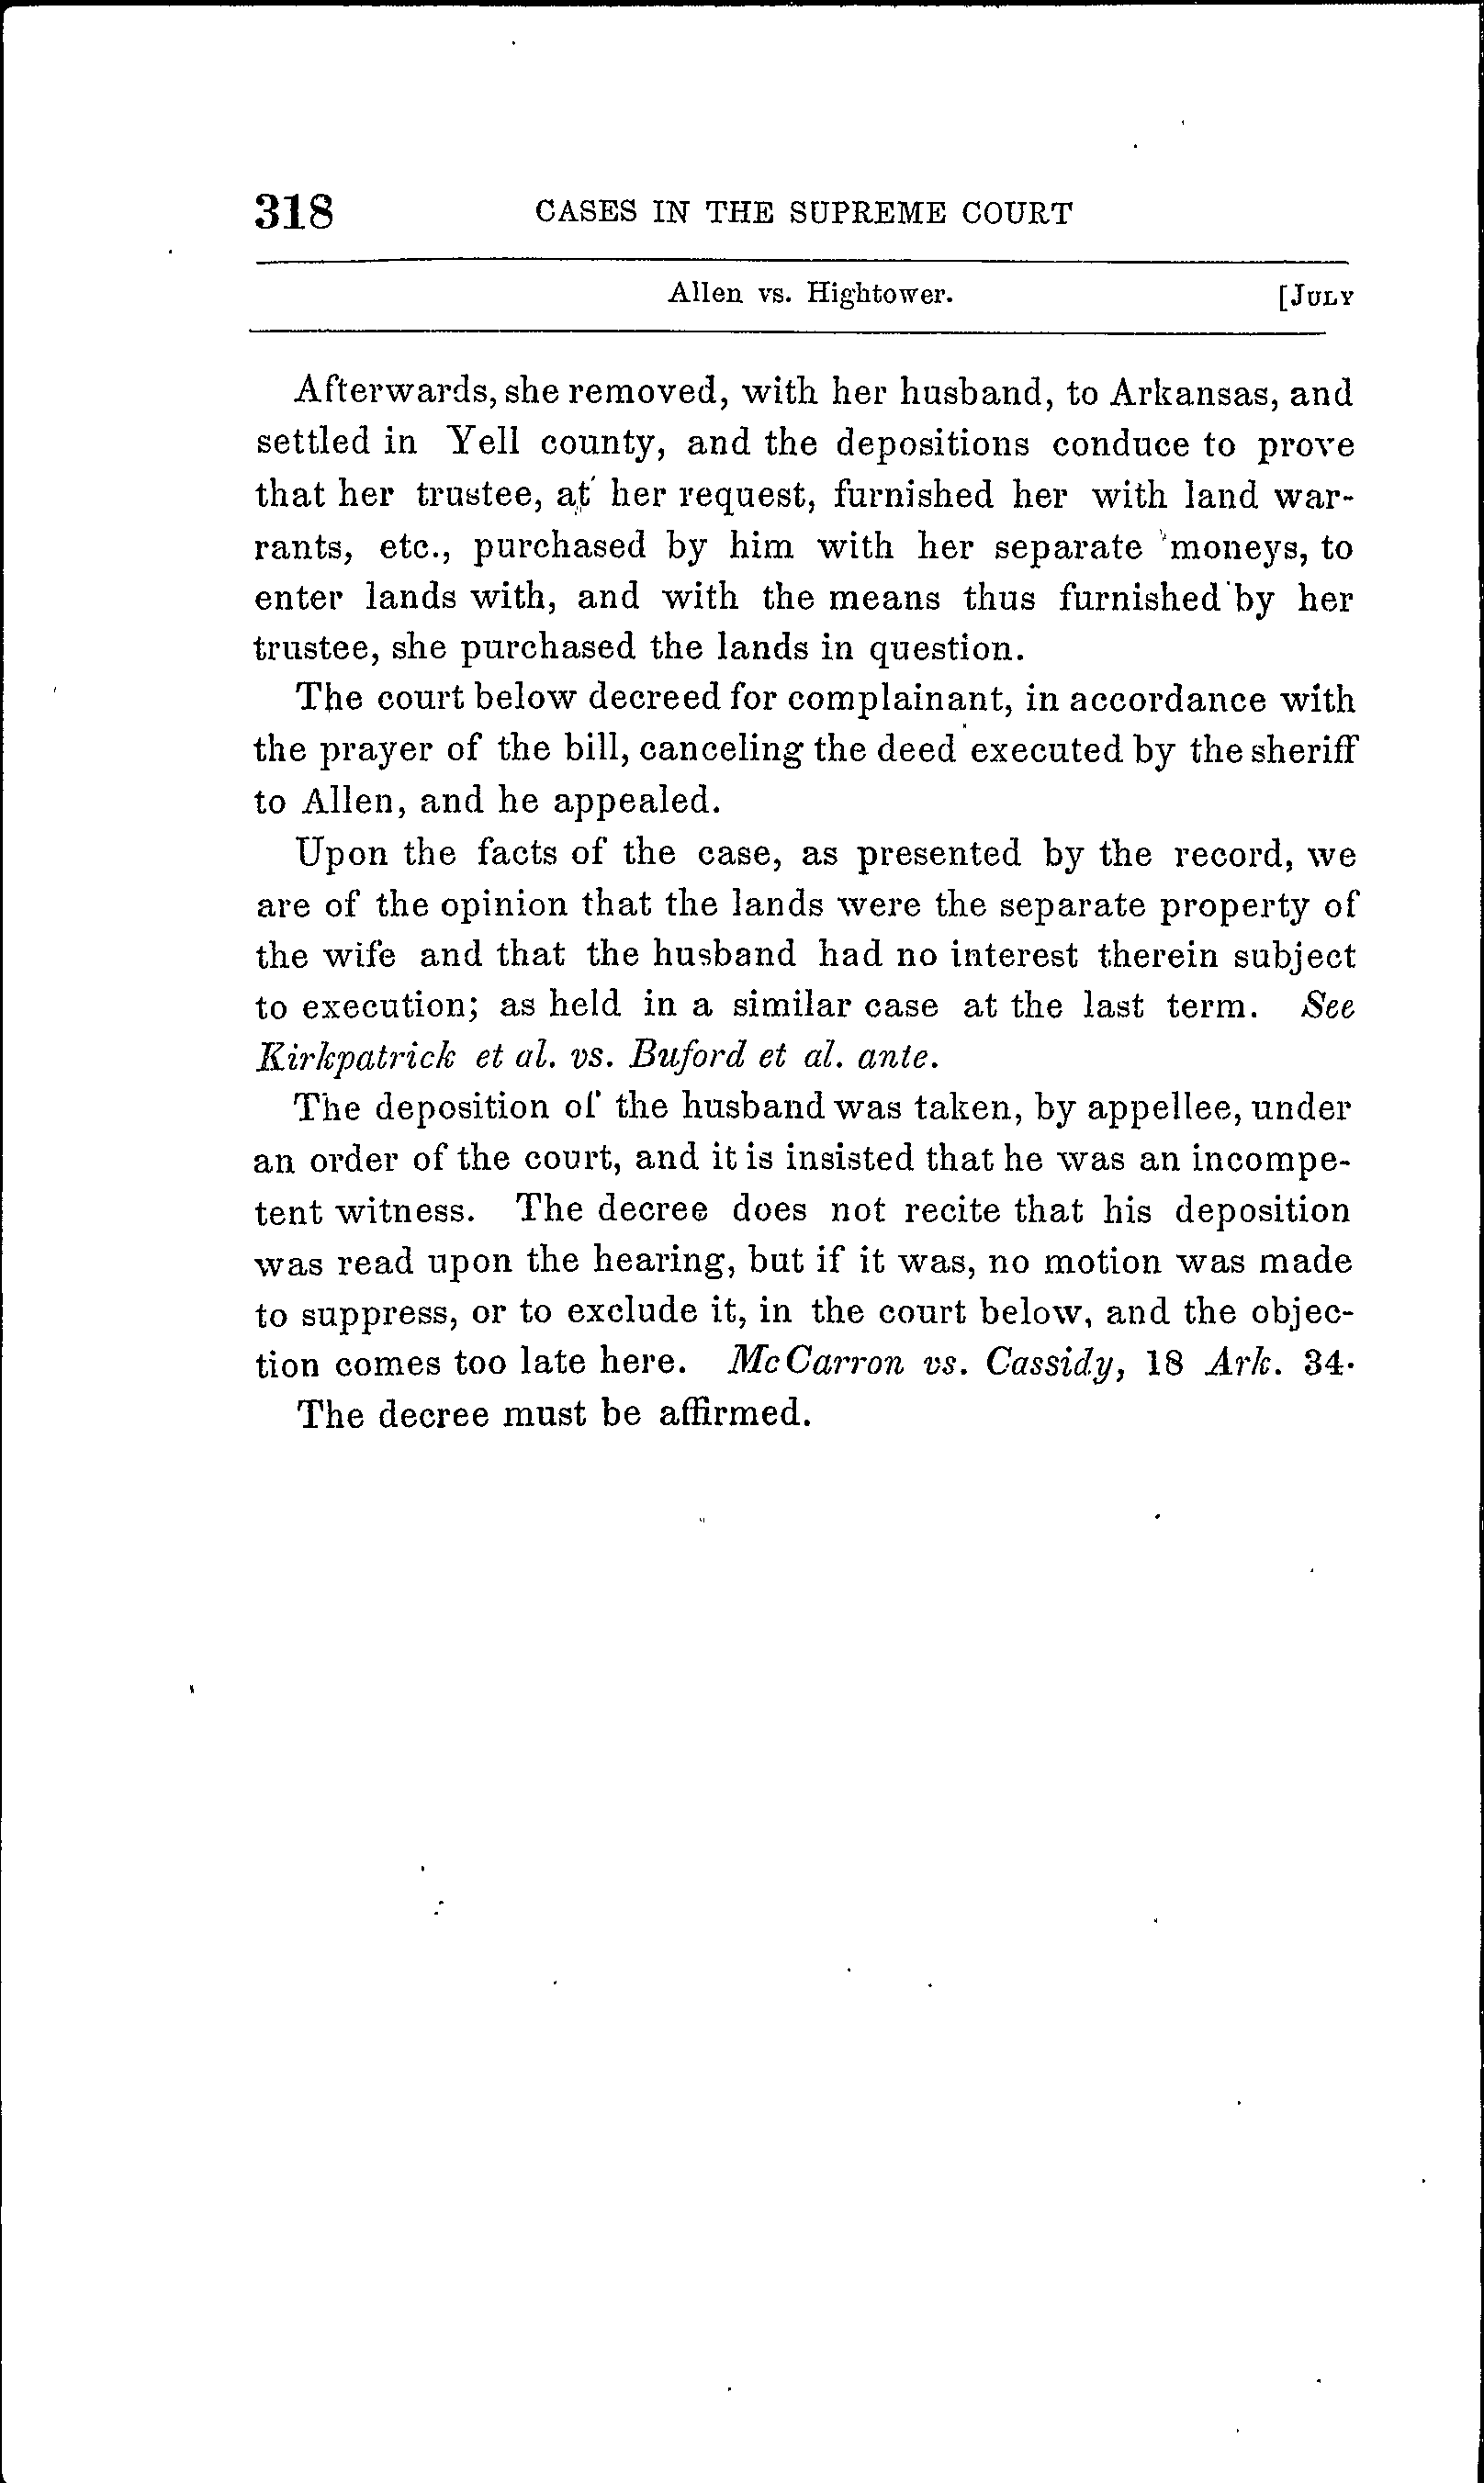 318 CASES IN THE SUPREME COURT
Allen vs. Hightower. [JULY
Afterwards, she removed, with her husband, to Arkansas, and
settled in Yell county, and the depositions conduce to prove
that her trustee, at her request, furnished her with land war-
rants, etc., purchased by him with her separate moneys, to
enter lands with, and with the means thus furnished by her
trustee, she purchased the lands in question.
The court below decreed for complainant, in accordance with
the prayer of the bill, canceling the deed executed by the sheriff
to Allen, and he appealed.
Upon the facts of the case, as presented by the record, we
are of the opinion that the lands were the separate property of
the wife and that the husband had no interest therein subject
to execution; as held in a similar case at the last term. See
Kirkpatrick et al. vs. Buford et al. ante.
The deposition of the husband was taken, by appellee, under
an order of the court, and it is insisted that he was an incompe-
tent witness. The decree does not recite that his deposition
was read upon the hearing, but if it was, no motion was made
to suppress, or to exclude it, in the court below, and the objec-
tion comes too late here. McCarron vs. Cassidy, 18 Ark. 34.
The decree must be affirmed.